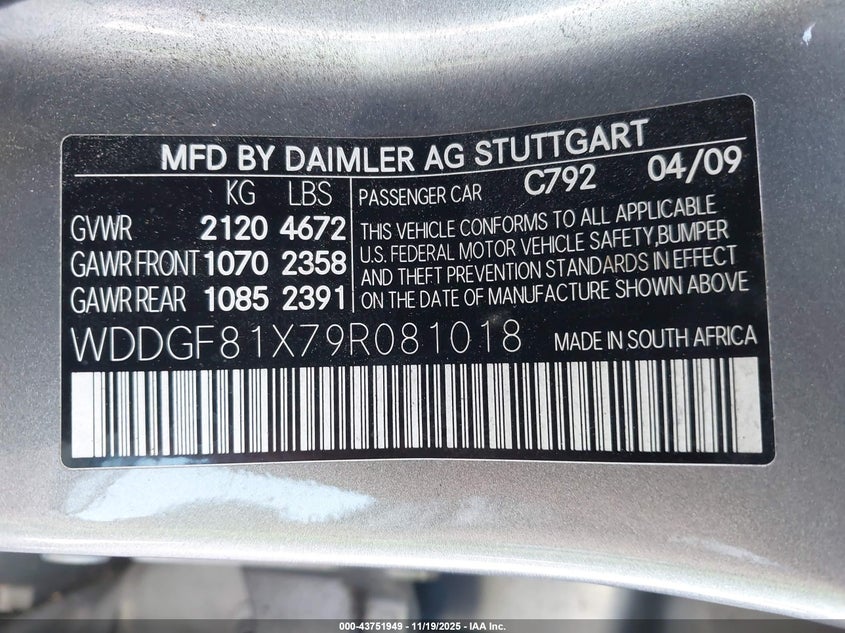 MFD BY DAIMLER AG STUTTGART
KG LBS PASSENGER CAR C792 04/09
GVWR 2120 4672
GAWR FRONT 1070 2358
GAWR REAR 1085 2391
THIS VEHICLE CONFORMS TO ALL APPLICABLE
U.S. FEDERAL MOTOR VEHICLE SAFETY,BUMPER
AND THEFT PREVENTION STANDARDS IN EFFECT
ON THE DATE OF MANUFACTURE SHOWN ABOVE
WDDGF81X79R081018 MADE IN SOUTH AFRICA
000-43751949 - 11/19/2025 - IAA Inc.